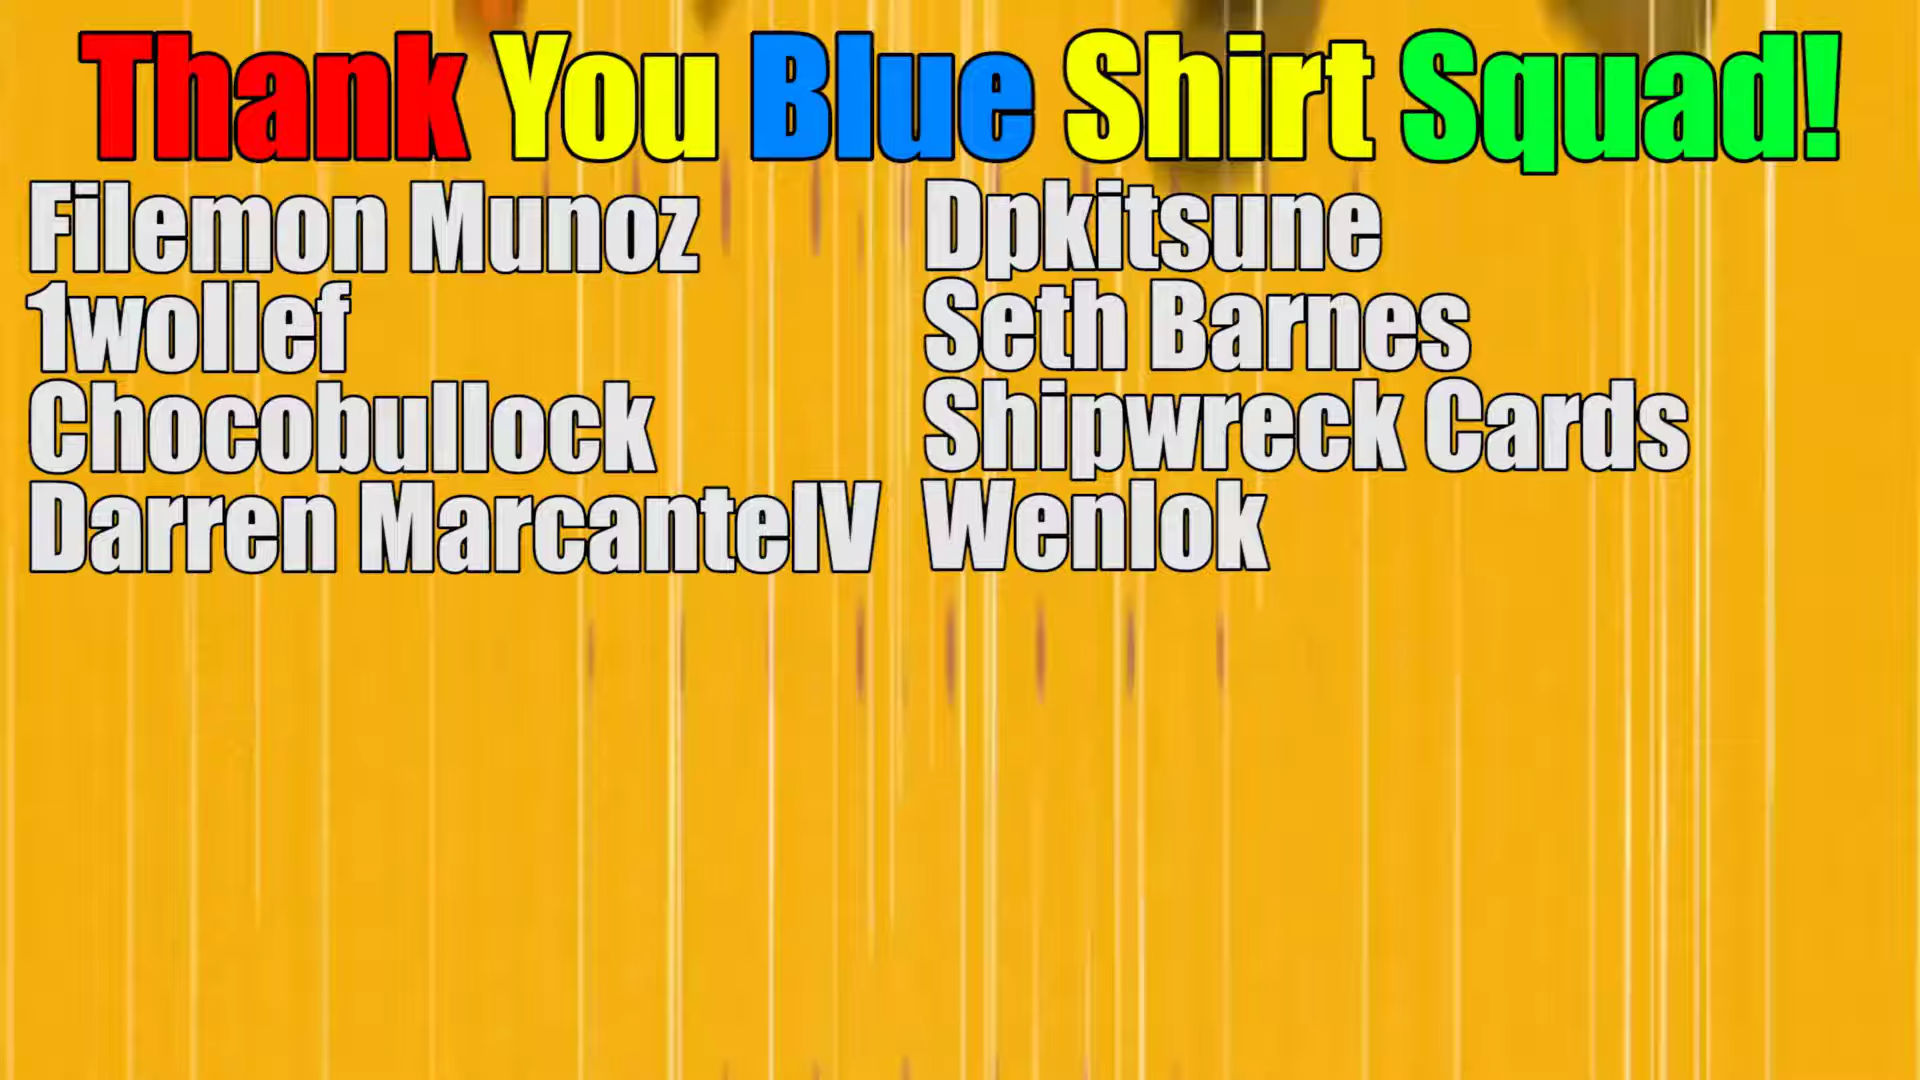 Thank You Blue Shirt Squad!
Filemon Munoz
1wollef
Chocobullock
Darren MarcanteIV
Dpkitsune
Seth Barnes
Shipwreck Cards
Wenlok